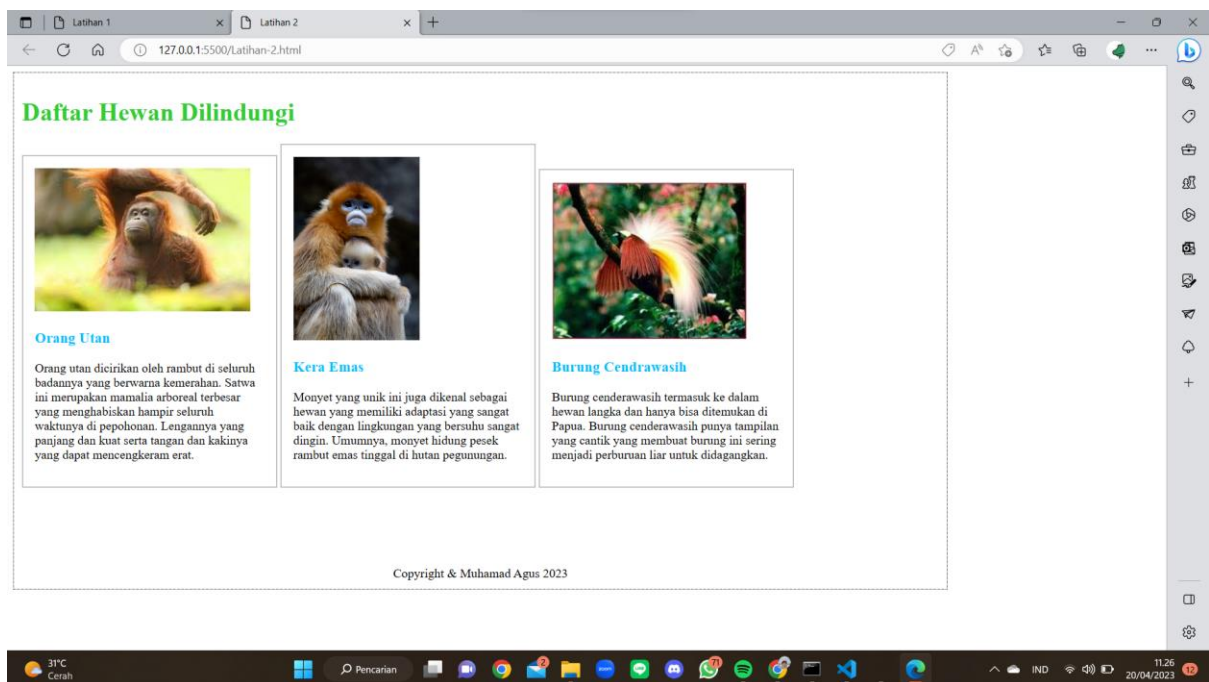 Latihan 1
Latihan 2
127.0.0.1:5500/Latihan-2.html
Daftar Hewan Dilindungi
Orang Utan
Orang utan dicirikan oleh rambut di seluruh
badannya yang berwarna kemerahan. Satwa
ini merupakan mamalia arboreal terbesar
yang menghabiskan hampir seluruh
waktunya di pepohonan. Lengannya yang
panjang dan kuat serta tangan dan kakinya
yang dapat mencengkeram erat.
Kera Emas
Monyet yang unik ini juga dikenal sebagai
hewan yang memiliki adaptasi yang sangat
baik dengan lingkungan yang bersuhu sangat
dingin. Umumnya, monyet hidung pesek
rambut emas tinggal di hutan pegunungan.
Burung Cendrawasih
Burung cenderawasih termasuk ke dalam
hewan langka dan hanya bisa ditemukan di
Papua. Burung cenderawasih punya tampilan
yang cantik yang membuat burung ini sering
menjadi perburuan liar untuk didagangkan.
Copyright & Muhamad Agus 2023
31°C
Cerah
Pencarian
2
zoom
7
IND
11.26
20/04/2023
12